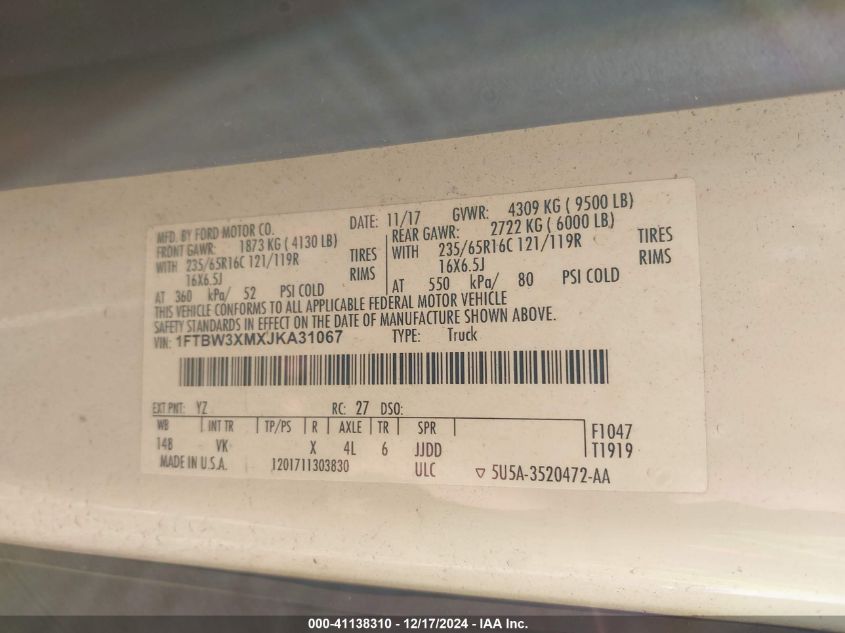 MFD. BY FORD MOTOR CO.
DATE: 11/17 GVWR: 4309 KG ( 9500 LB)
FRONT GAWR: 1873 KG ( 4130 LB)
REAR GAWR: 2722 KG ( 6000 LB)
WITH 235/65R16C 121/119R TIRES
WITH 235/65R16C 121/119R TIRES
16X6.5J RIMS
16X6.5J RIMS
AT 360 kPa/ 52 PSI COLD
AT 550 kPa/ 80 PSI COLD
THIS VEHICLE CONFORMS TO ALL APPLICABLE FEDERAL MOTOR VEHICLE
SAFETY STANDARDS IN EFFECT ON THE DATE OF MANUFACTURE SHOWN ABOVE.
VIN: 1FTBW3XMXJKA31067 TYPE: Truck
EXT PNT: YZ RC: 27 DSO:
WB INT TR TP/PS R AXLE TR SPR F1047
148 VK X 4L 6 JJDD T1919
MADE IN U.S.A. 1201711303830 ULC ▽ 5U5A-3520472-AA
000-41138310 - 12/17/2024 - IAA Inc.